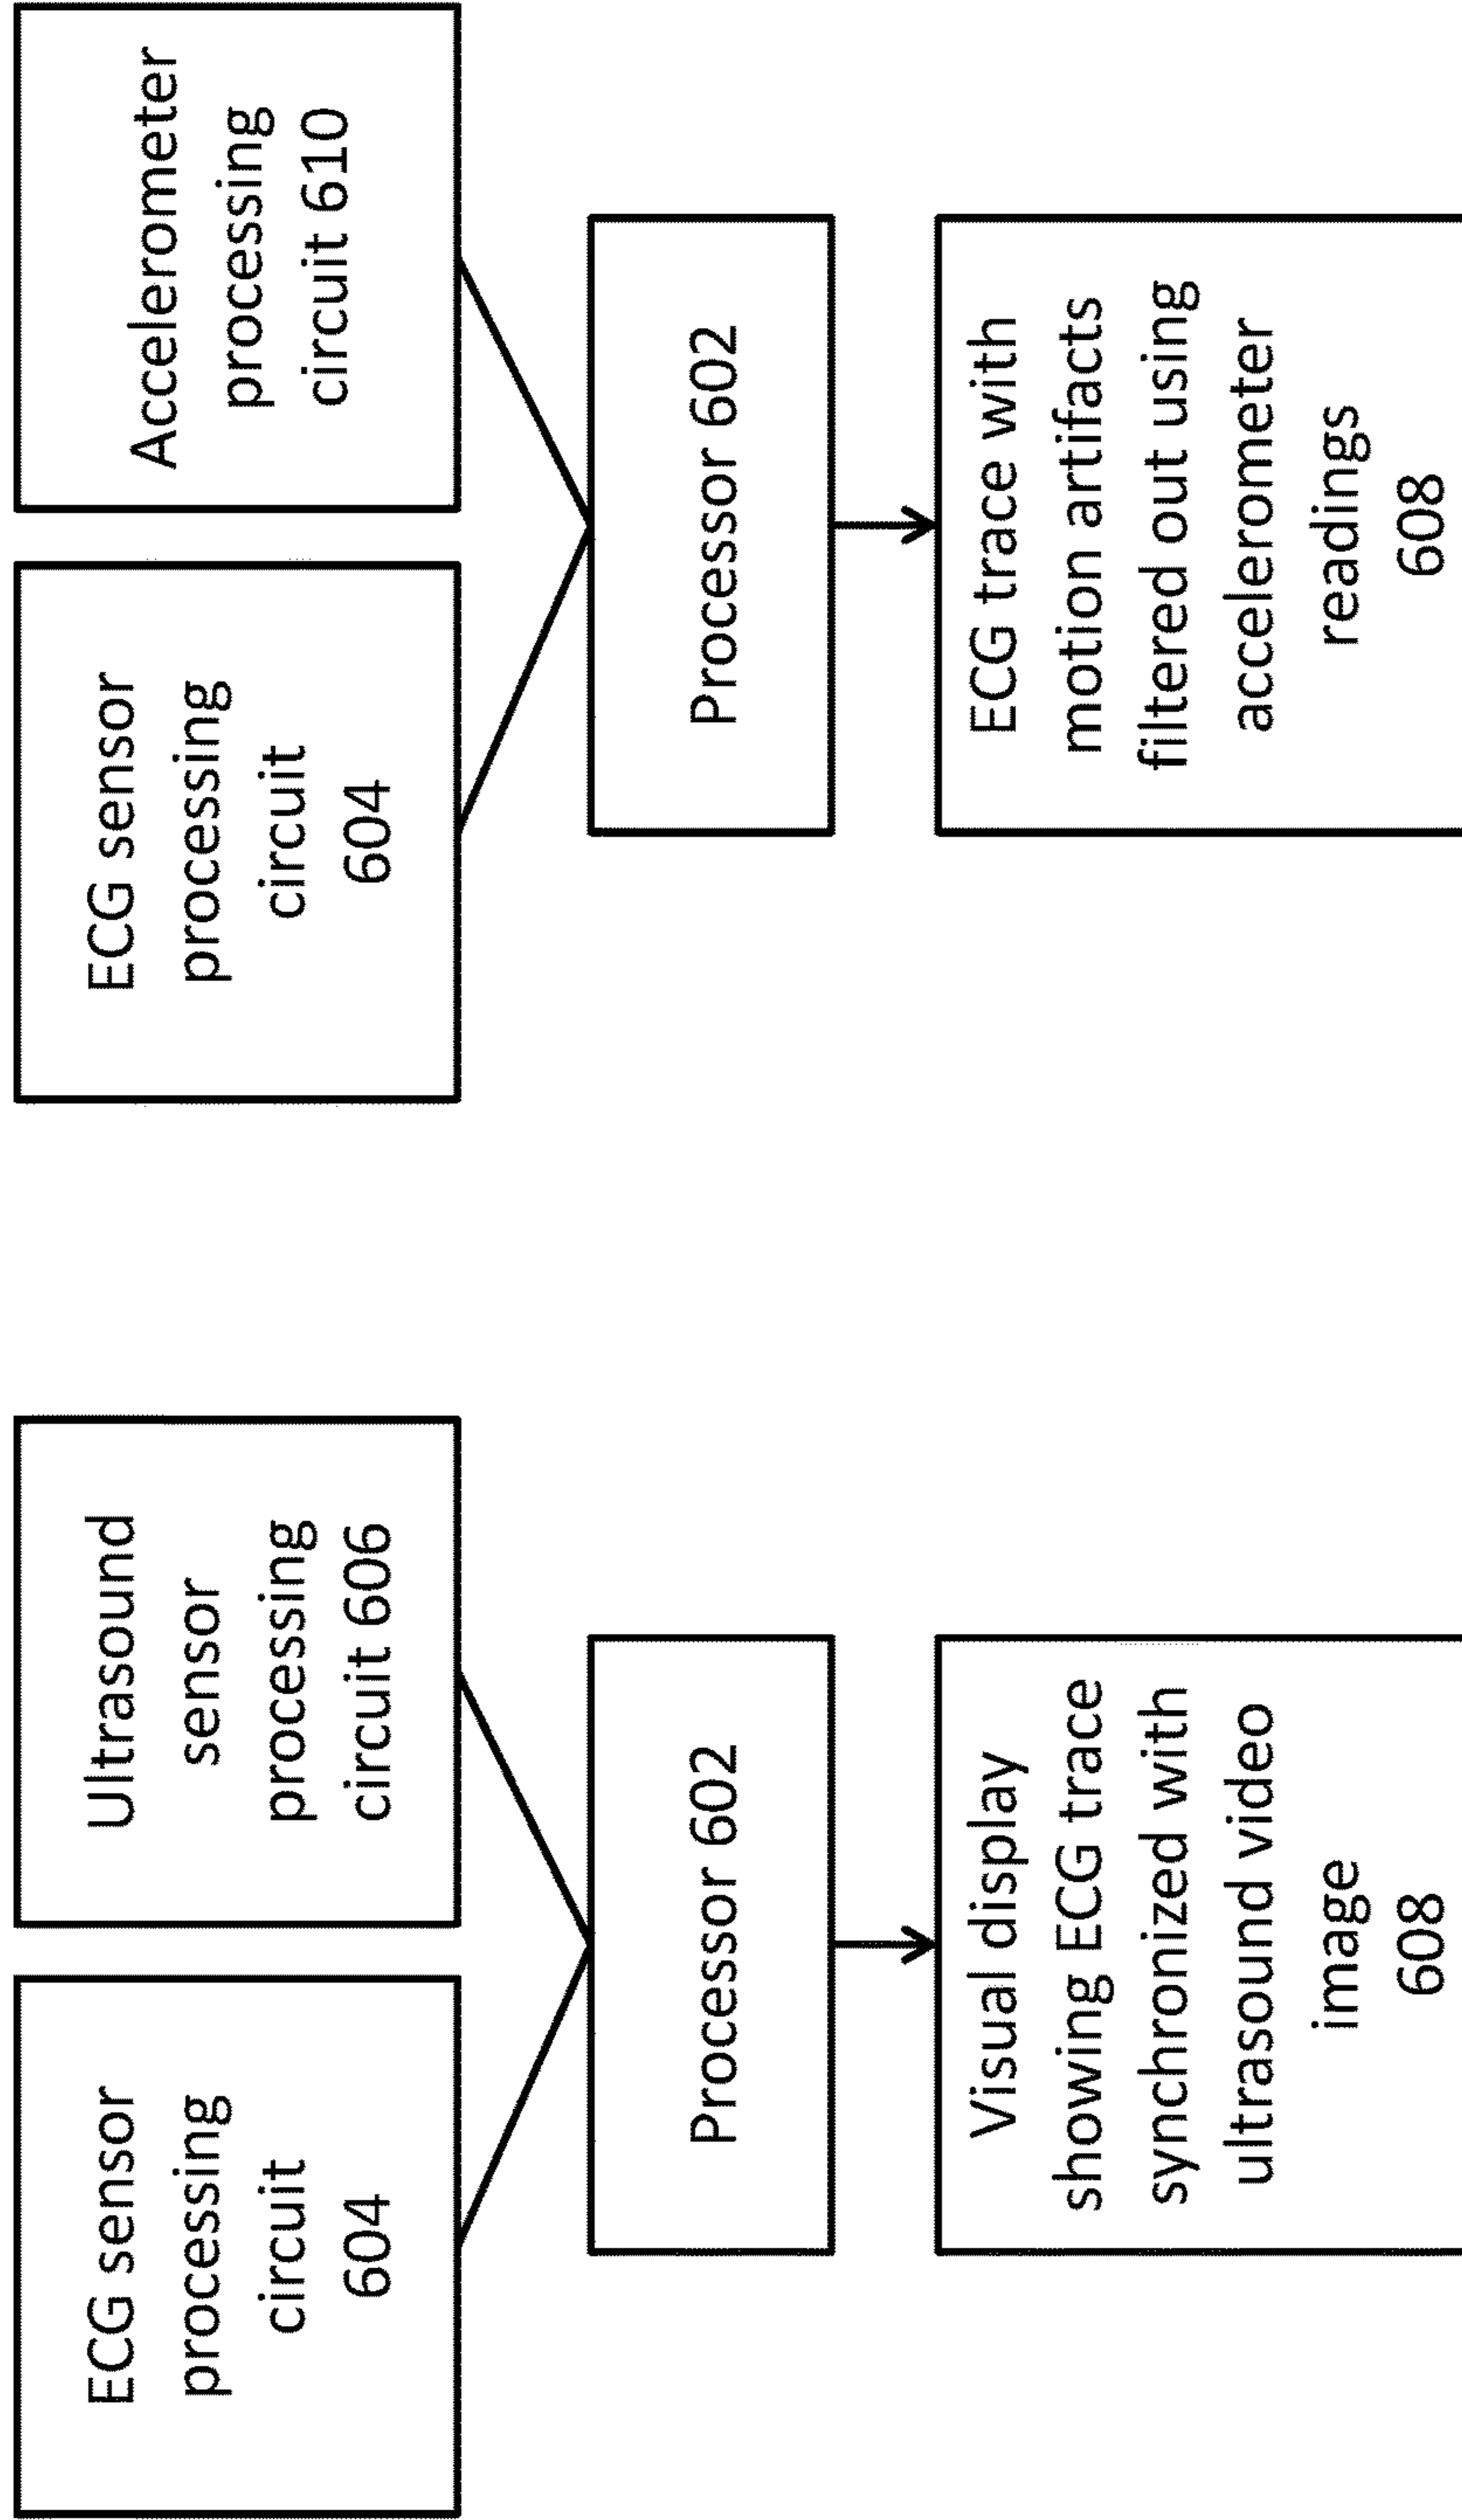 ECG sensor
processing
circuit
604
Ultrasound
sensor
processing
circuit 606
Processor 602
Visual display
showing ECG trace
synchronized with
ultrasound video
image
608
ECG sensor
processing
circuit
604
Accelerometer
processing
circuit 610
Processor 602
ECG trace with
motion artifacts
filtered out using
accelerometer
readings
608